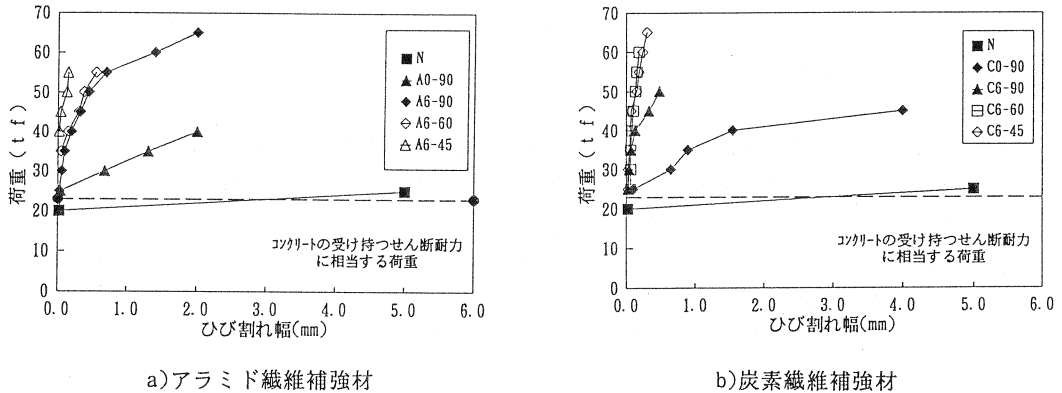 70
60
50
40
30
20
10
0
荷重(tf)
N
A0-90
A6-90
A6-60
A6-45
コンクリートの受け持つせん断耐力
に相当する荷重
0.0 1.0 2.0 3.0 4.0 5.0 6.0
ひび割れ幅(mm)
a)アラミド繊維補強材
70
60
50
40
30
20
10
0
荷重(tf)
N
C0-90
C6-90
C6-60
C6-45
コンクリートの受け持つせん断耐力
に相当する荷重
0.0 1.0 2.0 3.0 4.0 5.0 6.0
ひび割れ幅(mm)
b)炭素繊維補強材